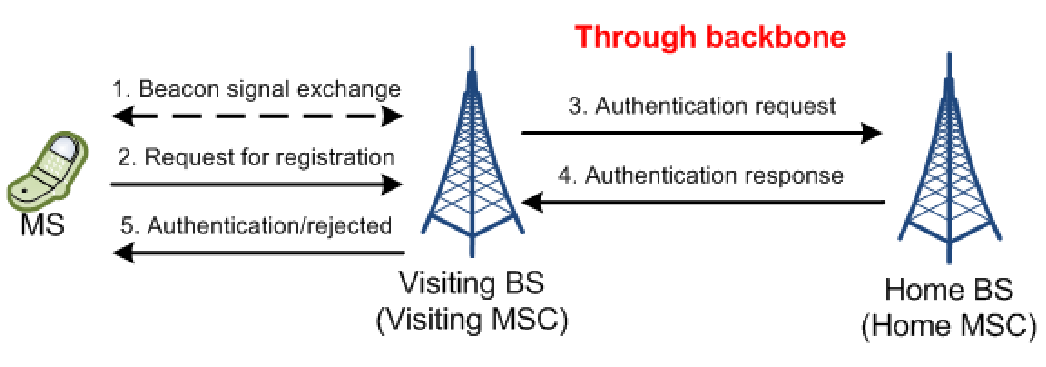 Through backbone
1. Beacon signal exchange
3. Authentication request
2. Request for registration
4. Authentication response
5. Authentication/rejected
MS
Visiting BS
(Visiting MSC)
Home BS
(Home MSC)